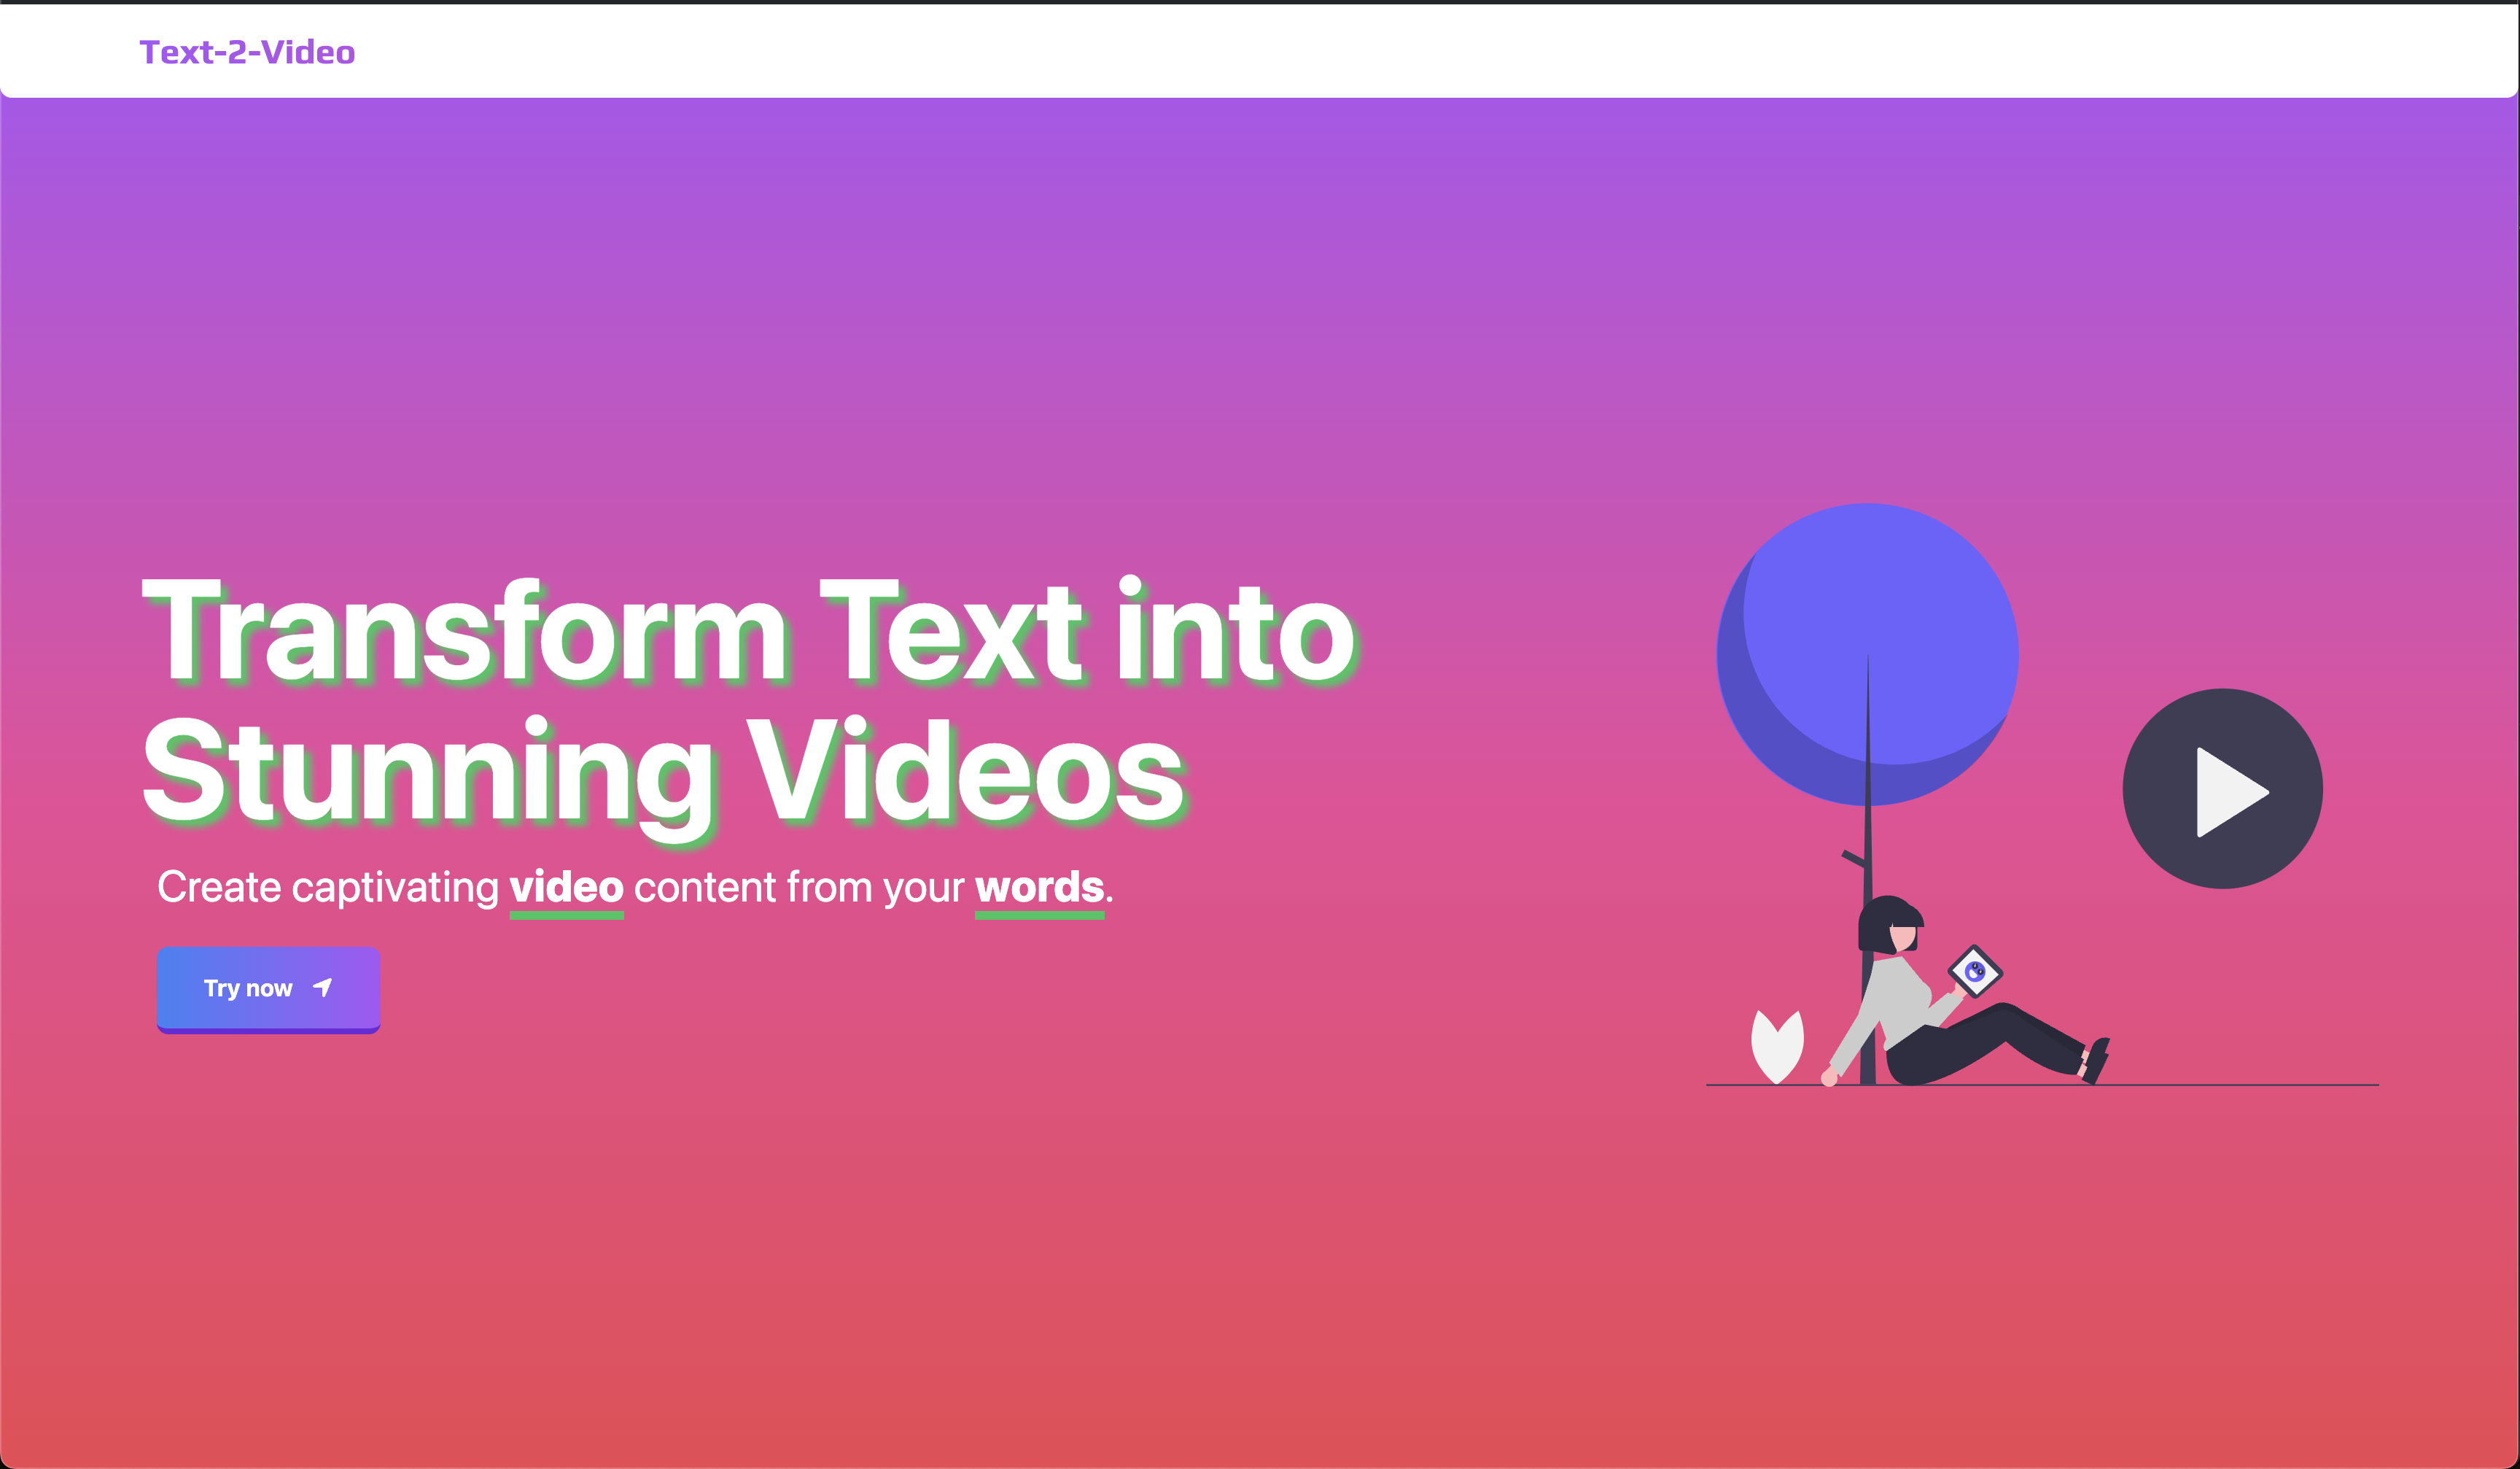 Text-2-Video
Transform Text into
Stunning Videos
Create captivating video content from your words.
Try now